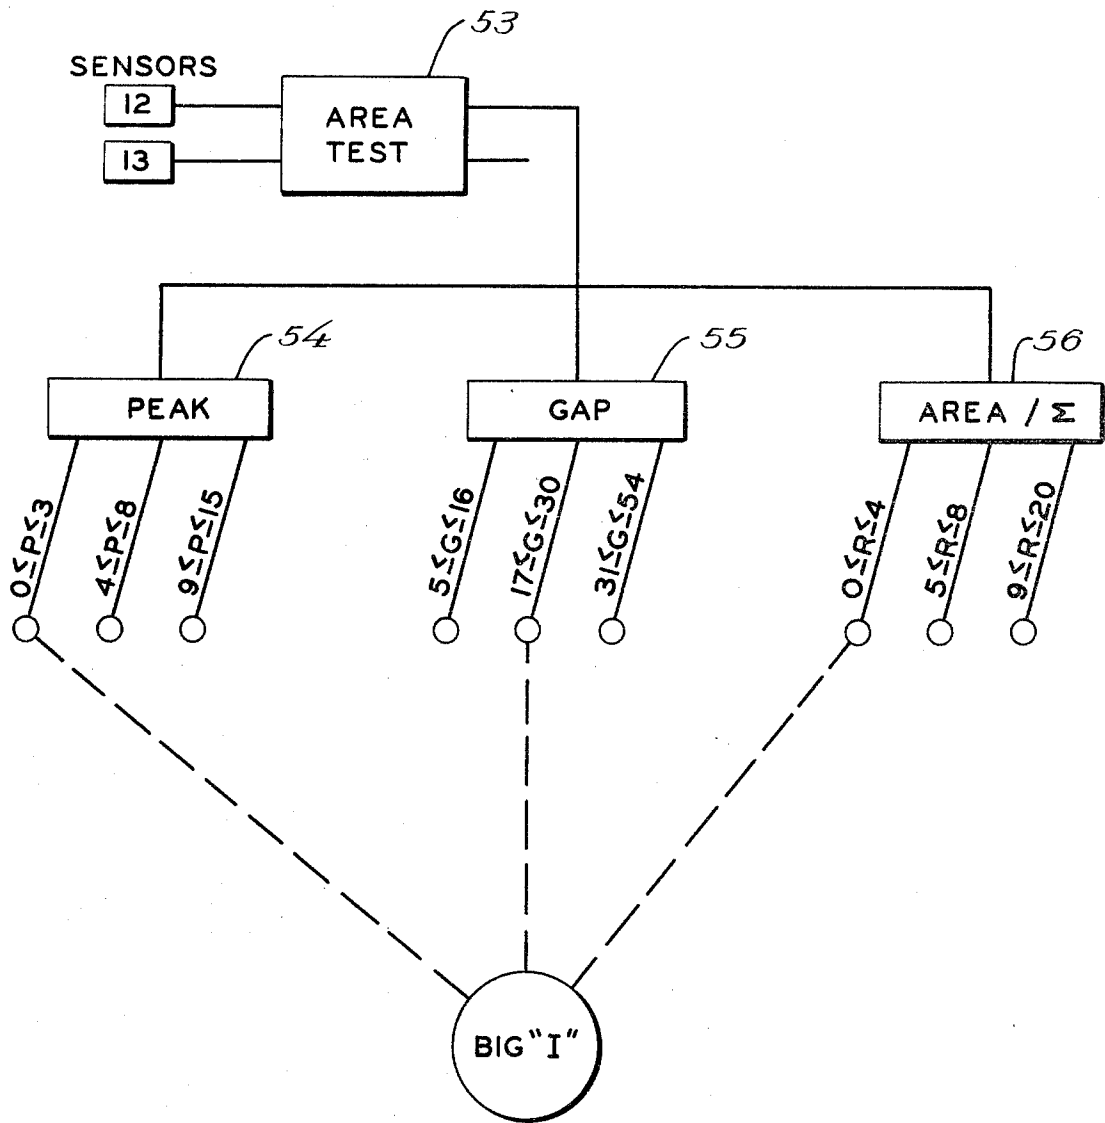 53
SENSORS
12
13
AREA
TEST
54
55
56
PEAK
GAP
AREA / Σ
0≤P≤3
4≤P≤8
9≤P≤15
5≤G≤16
17≤G≤30
31≤G≤54
0≤R≤4
5≤R≤8
9≤R≤20
BIG "I"